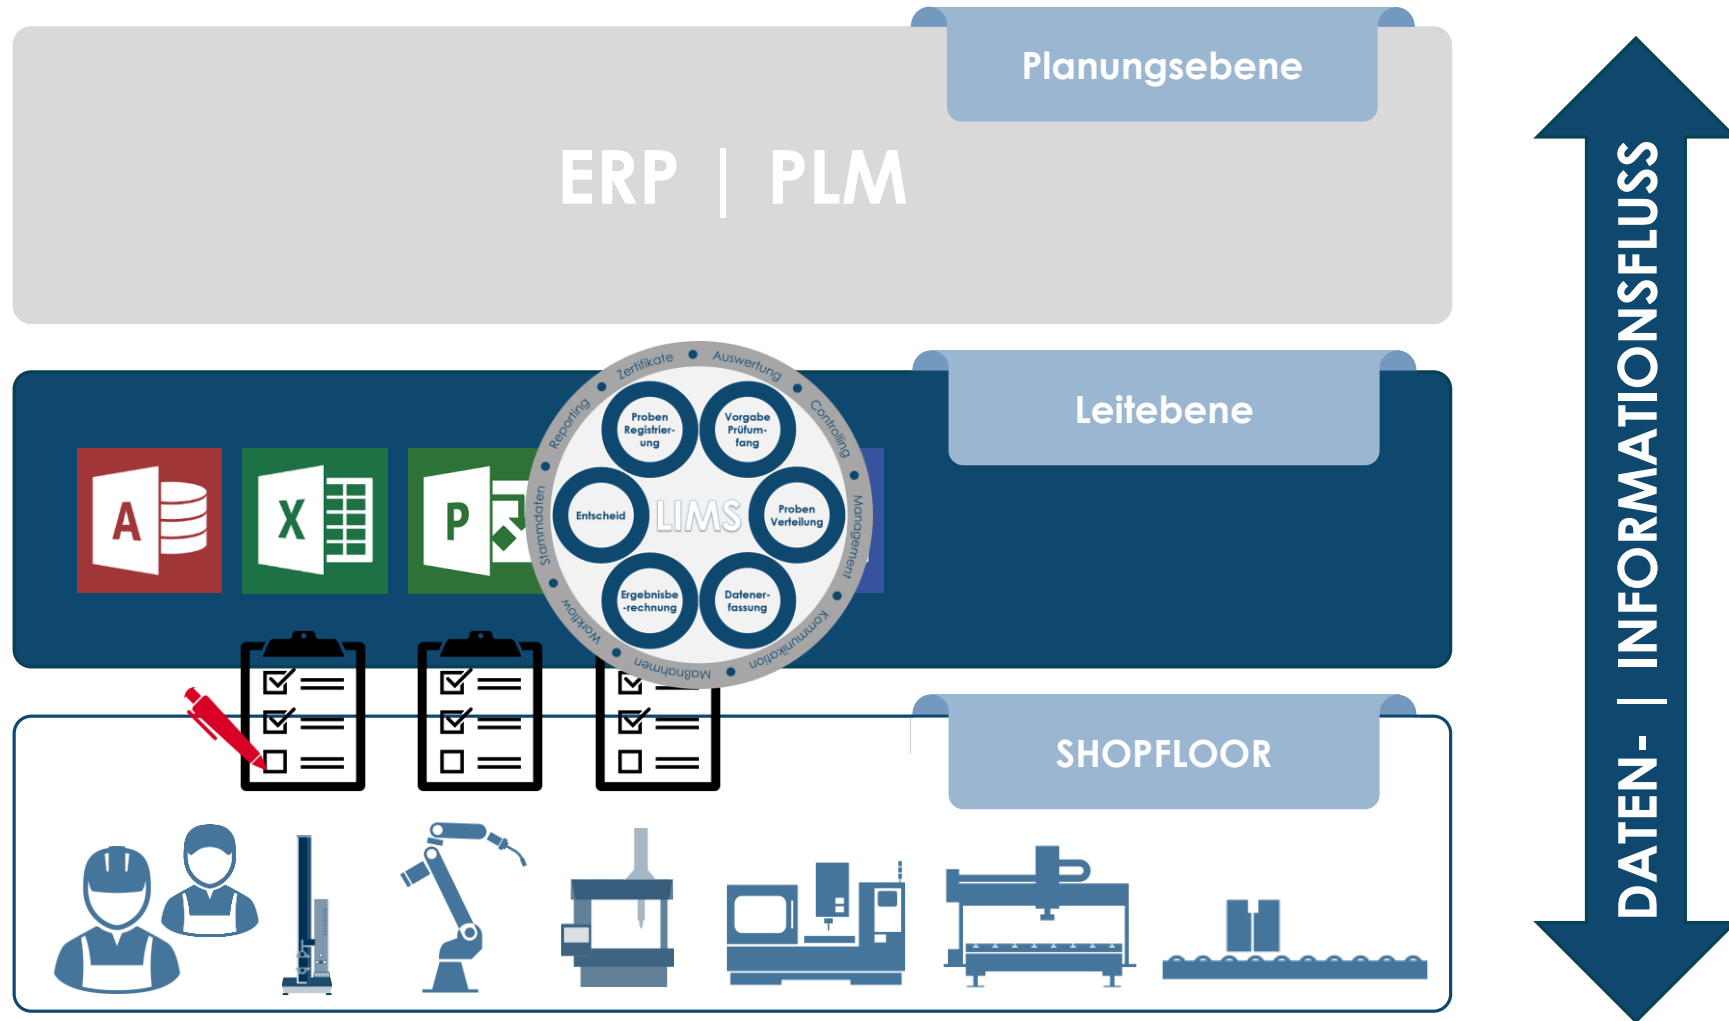 Planungsebene
ERP | PLM
Leitebene
A
X
P
Zertifikate
Auswertung
Controlling
Management
Kommunikation
Maßnahmen
Workflow
Stammdaten
Reporting
Proben
Registrier-
ung
Vorgabe
Prüfum-
fang
Entscheid
LIMS
Proben
Verteilung
Ergebnisbe
-rechnung
Datener-
fassung
SHOPFLOOR
DATEN- | INFORMATIONSFLUSS